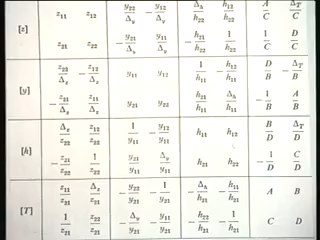 [z] z11 z12 y22/Δy −y12/Δy Δh/h22 h12/h22 A/C ΔT/C
z21 z22 −y21/Δy y11/Δy −h21/h22 1/h22 1/C D/C
[y] z22/Δz −z12/Δz y11 y12 1/h11 −h12/h11 D/B −ΔT/B
−z21/Δz z11/Δz y21 y22 h21/h11 Δh/h11 −1/B A/B
[h] Δz/z22 z12/z22 1/y11 −y12/y11 h11 h12 B/D ΔT/D
−z21/z22 1/z22 y21/y11 Δy/y11 h21 h22 −1/D C/D
[T] z11/z21 Δz/z21 −y22/y21 −1/y21 −Δh/h21 −h11/h21 A B
1/z21 z22/z21 −Δy/y21 −y11/y21 −h22/h21 −1/h21 C D